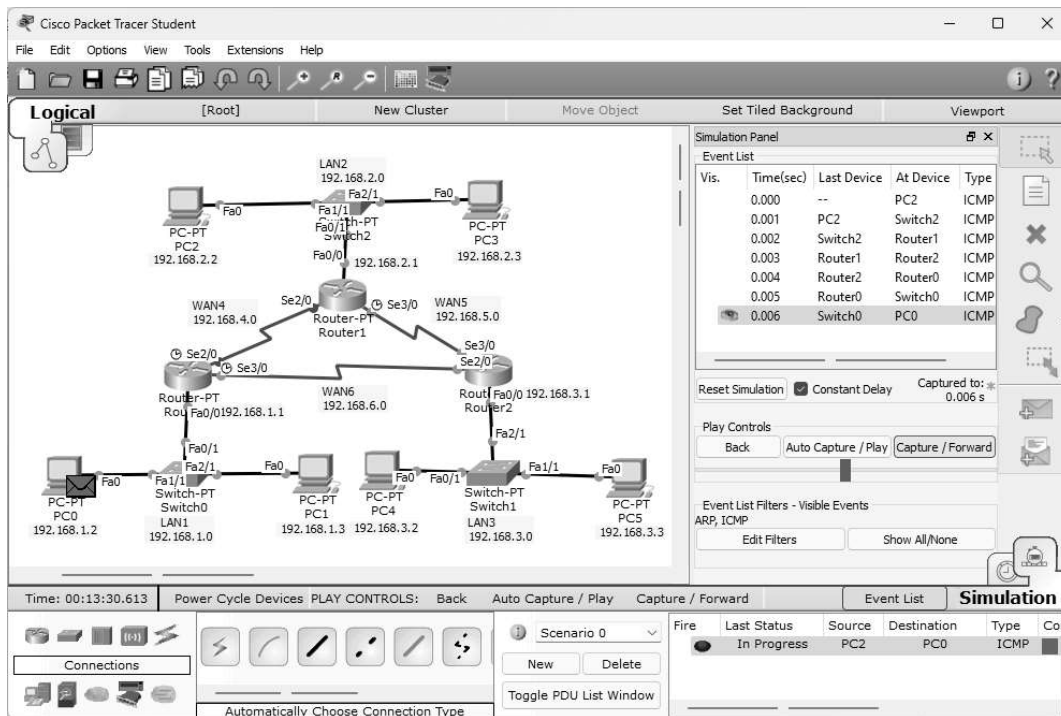 Cisco Packet Tracer Student
File Edit Options View Tools Extensions Help
Logical [Root] New Cluster Move Object Set Tiled Background Viewport
LAN2
192.168.2.0
Fa0 Fa2/1 Fa0
Fa1/1
Switch-PT
Fa0/1
Switch2
PC-PT
PC2
192.168.2.2
PC-PT
PC3
192.168.2.3
Fa0/0 192.168.2.1
WAN4
192.168.4.0
Se2/0 Se3/0
Router-PT
Router1
WAN5
192.168.5.0
Se2/0
Se3/0
Se3/0
Se2/0
Router-PT
Fa0/0 192.168.1.1
WAN6
192.168.6.0
Fa0/0 192.168.3.1
Router2
Fa0/1
Fa2/1
Fa0 Fa1/1 Fa2/1 Fa0
PC-PT
PC0
192.168.1.2
Switch-PT
Switch0
LAN1
192.168.1.0
PC-PT
PC1
192.168.1.3
Fa0 Fa0/1 Fa1/1 Fa0
PC-PT
PC4
192.168.3.2
Switch-PT
Switch1
LAN3
192.168.3.0
PC-PT
PC5
192.168.3.3
Simulation Panel
Event List
Vis. Time(sec) Last Device At Device Type
0.000 -- PC2 ICMP
0.001 PC2 Switch2 ICMP
0.002 Switch2 Router1 ICMP
0.003 Router1 Router2 ICMP
0.004 Router2 Router0 ICMP
0.005 Router0 Switch0 ICMP
0.006 Switch0 PC0 ICMP
Reset Simulation Constant Delay Captured to: *
0.006 s
Play Controls
Back Auto Capture / Play Capture / Forward
Event List Filters - Visible Events
ARP, ICMP
Edit Filters Show All/None
Time: 00:13:30.613 Power Cycle Devices PLAY CONTROLS: Back Auto Capture / Play Capture / Forward Event List Simulation
Connections
Automatically Choose Connection Type
Scenario 0
New Delete
Toggle PDU List Window
Fire Last Status Source Destination Type Co
In Progress PC2 PC0 ICMP